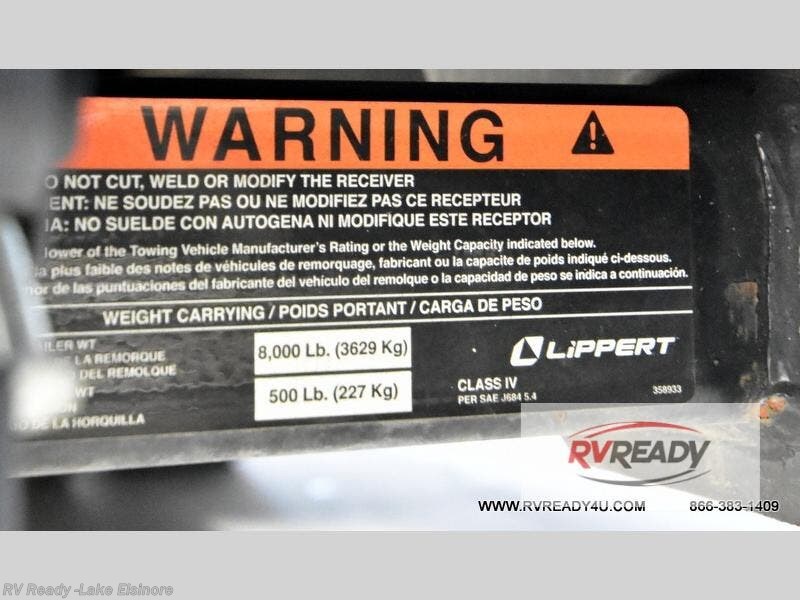 WARNING
O NOT CUT, WELD OR MODIFY THE RECEIVER
ENT: NE SOUDEZ PAS OU NE MODIFIEZ PAS CE RECEPTEUR
IA: NO SUELDE CON AUTOGENA NI MODIFIQUE ESTE RECEPTOR
lower of the Towing Vehicle Manufacturer's Rating or the Weight Capacity indicated below.
la plus faible des notes de véhicules de remorquage, fabricant ou la capacite de poids indiqué ci-dessous.
nor de las puntuaciones del fabricante del vehículo del remolque o la capacidad de peso se indica a continuación.
WEIGHT CARRYING / POIDS PORTANT / CARGA DE PESO
ILER WT
LA REMORQUE
DEL REMOLQUE
8,000 Lb. (3629 Kg)
LiPPERT
WT
500 Lb. (227 Kg)
CLASS IV
PER SAE J684 5.4
358933
DE LA HORQUILLA
RVREADY
WWW.RVREADY4U.COM 866-383-1409
RV Ready -Lake Elsinore